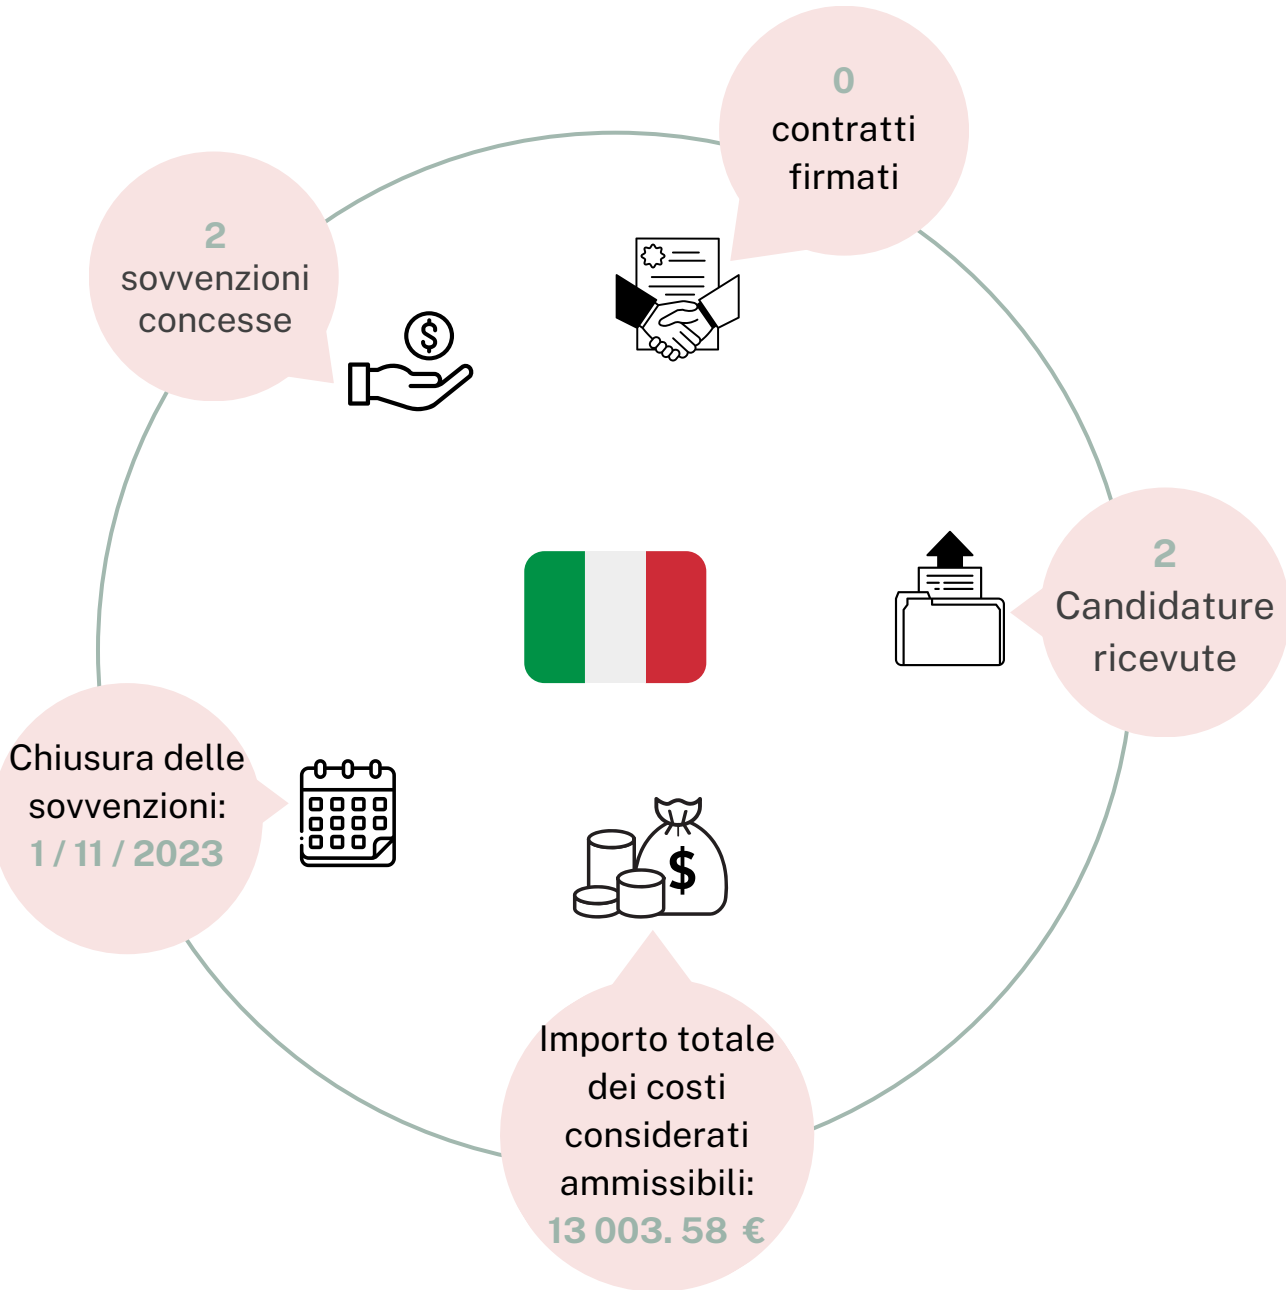 0
contratti
firmati
2
sovvenzioni
concesse
2
Candidature
ricevute
Chiusura delle
sovvenzioni:
1 / 11 / 2023
Importo totale
dei costi
considerati
ammissibili:
13 003. 58 €
$
$